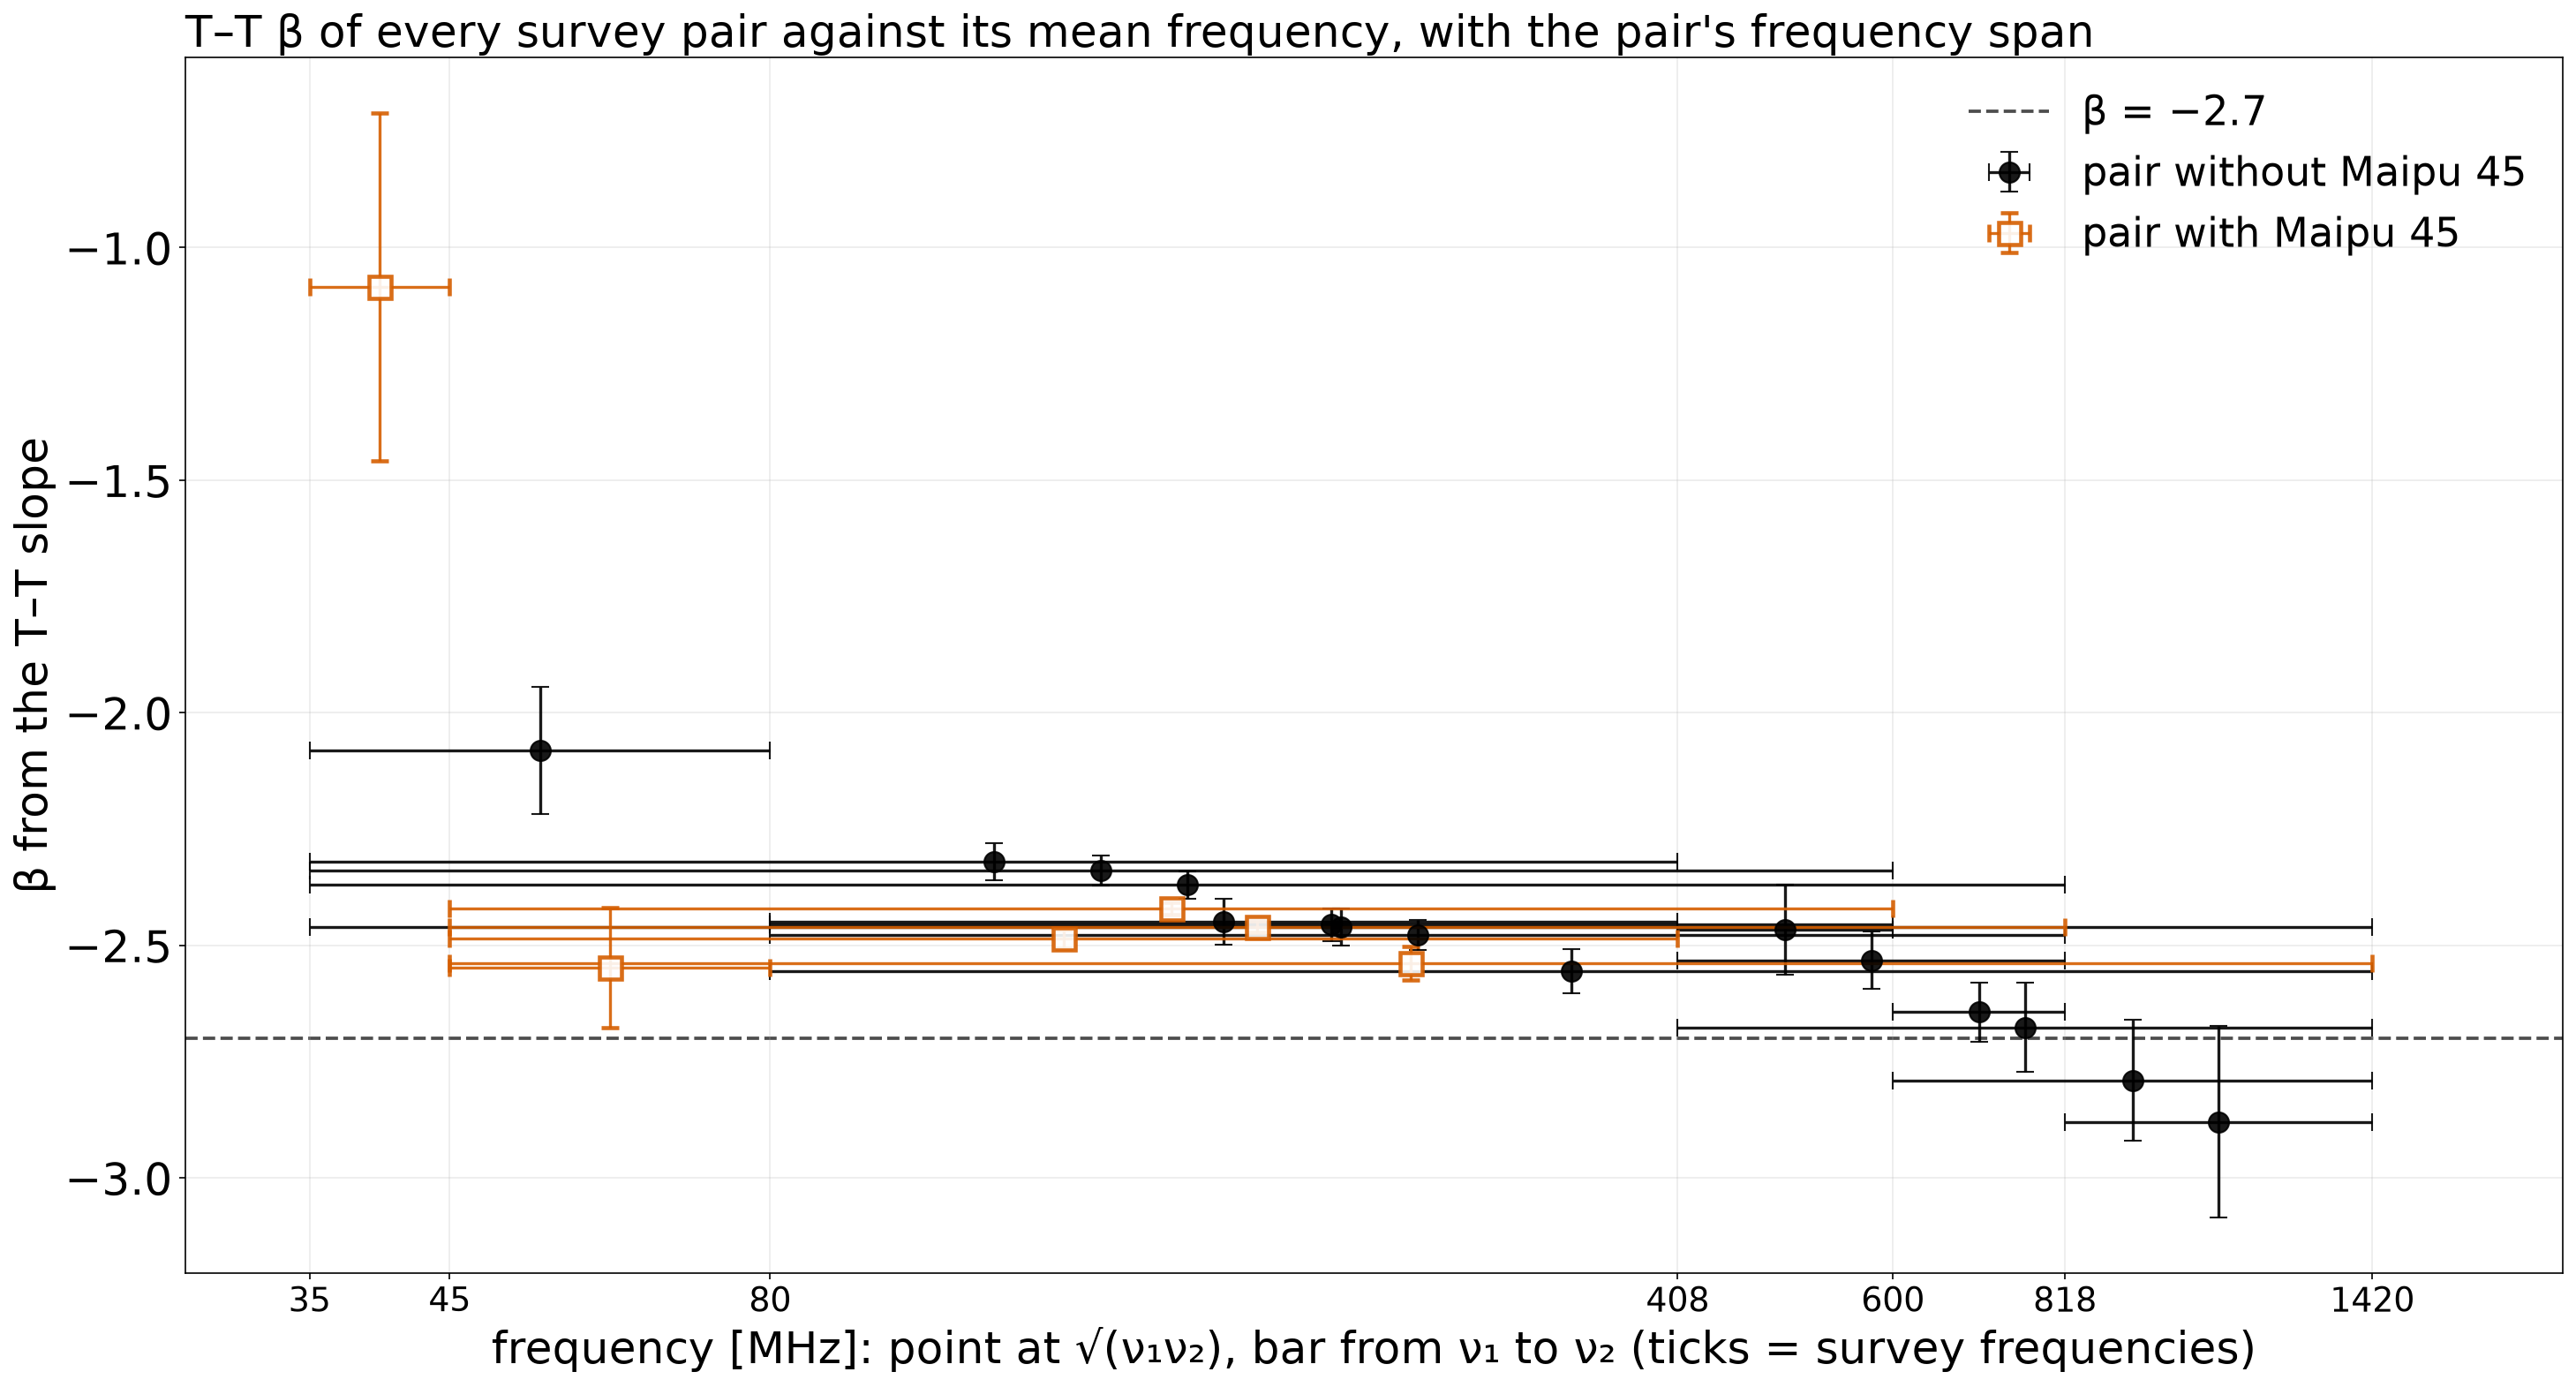 T–T β of every survey pair against its mean frequency, with the pair's frequency span
β = −2.7
pair without Maipu 45
pair with Maipu 45
β from the T–T slope
−1.0
−1.5
−2.0
−2.5
−3.0
35 45 80 408 600 818 1420
frequency [MHz]: point at √(ν₁ν₂), bar from ν₁ to ν₂ (ticks = survey frequencies)